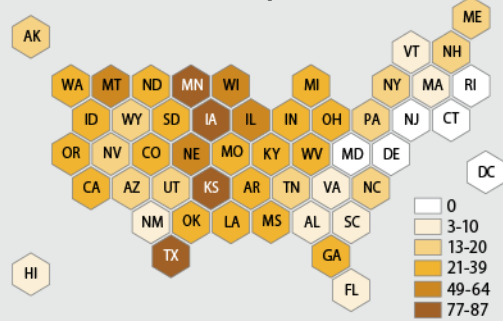 ME
AK
VT NH
WA MT ND MN WI MI NY MA RI
ID WY SD IA IL IN OH PA NJ CT
OR NV CO NE MO KY WV MD DE
DC
CA AZ UT KS AR TN VA NC
NM OK LA MS AL SC
TX GA
HI
FL
0
3-10
13-20
21-39
49-64
77-87